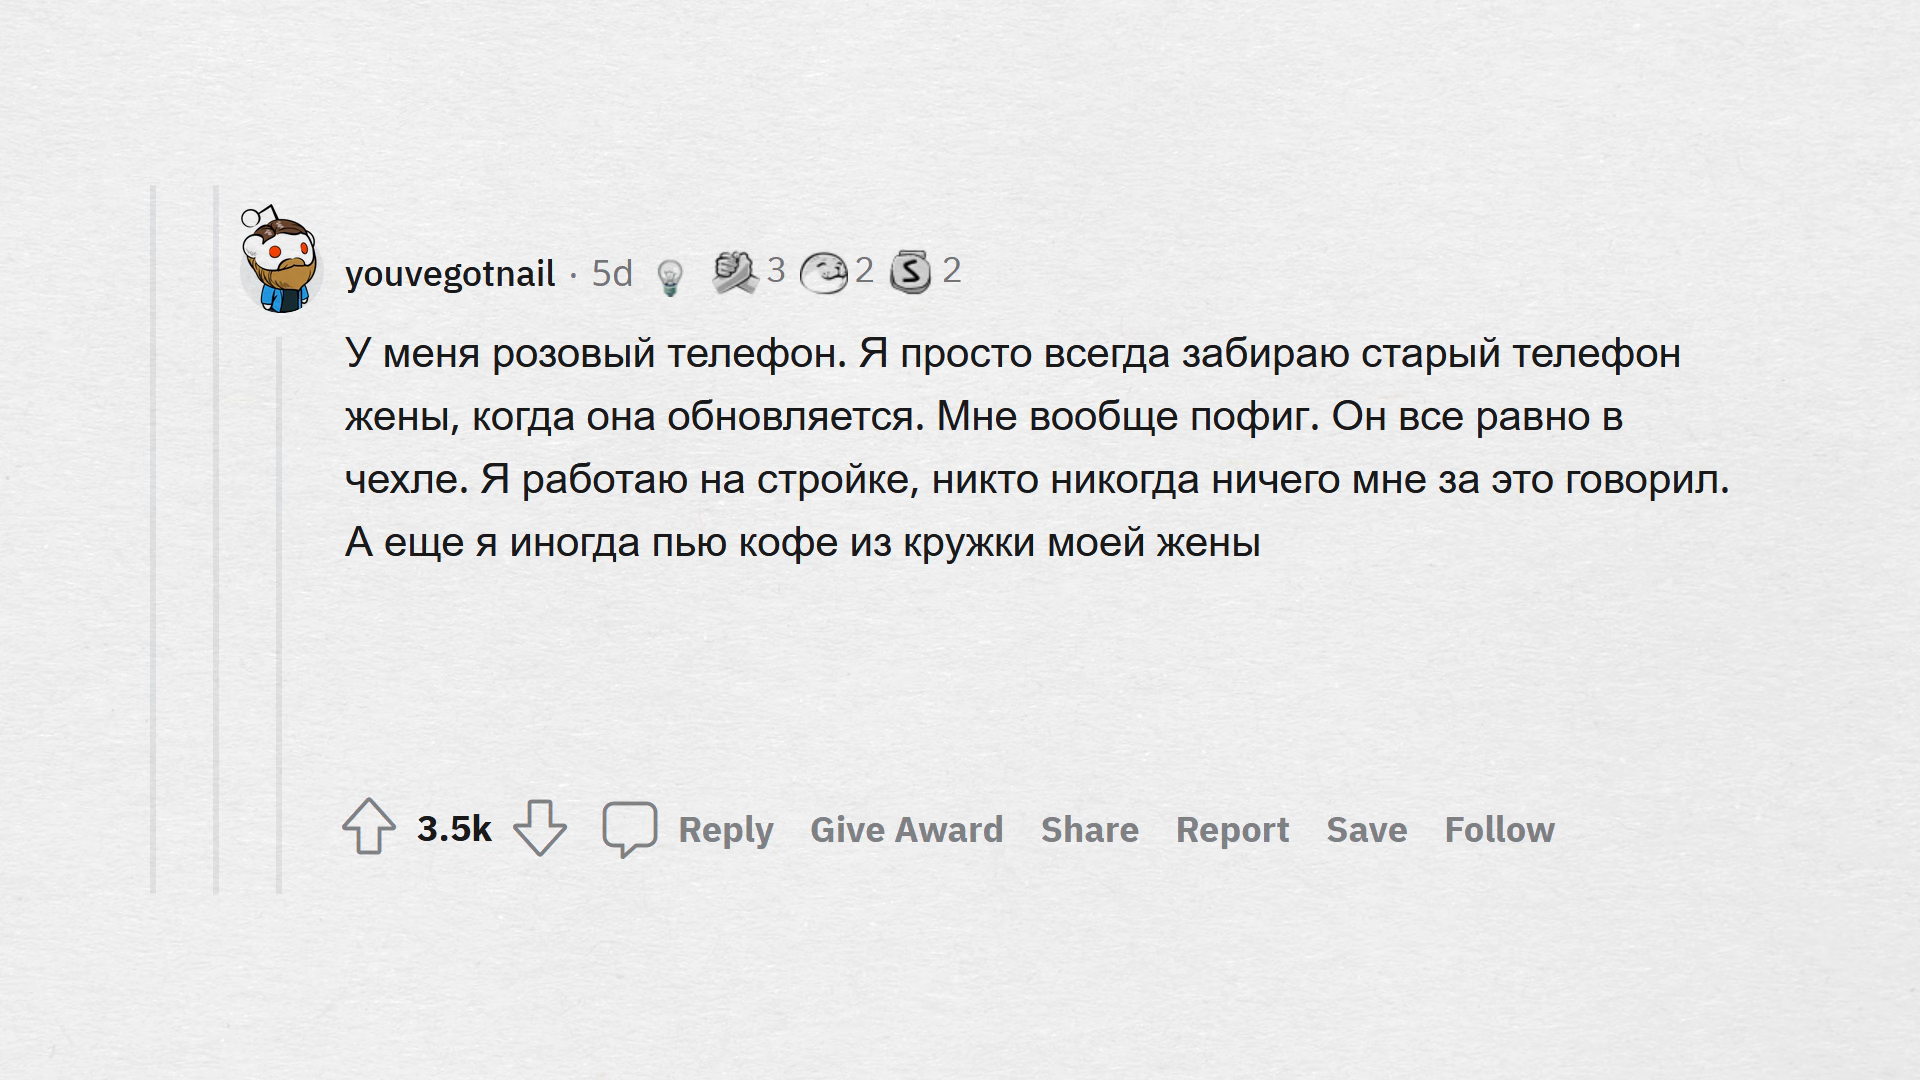 youvegotnail · 5d 3 2 2
У меня розовый телефон. Я просто всегда забираю старый телефон
жены, когда она обновляется. Мне вообще пофиг. Он все равно в
чехле. Я работаю на стройке, никто никогда ничего мне за это говорил.
А еще я иногда пью кофе из кружки моей жены
3.5k Reply Give Award Share Report Save Follow